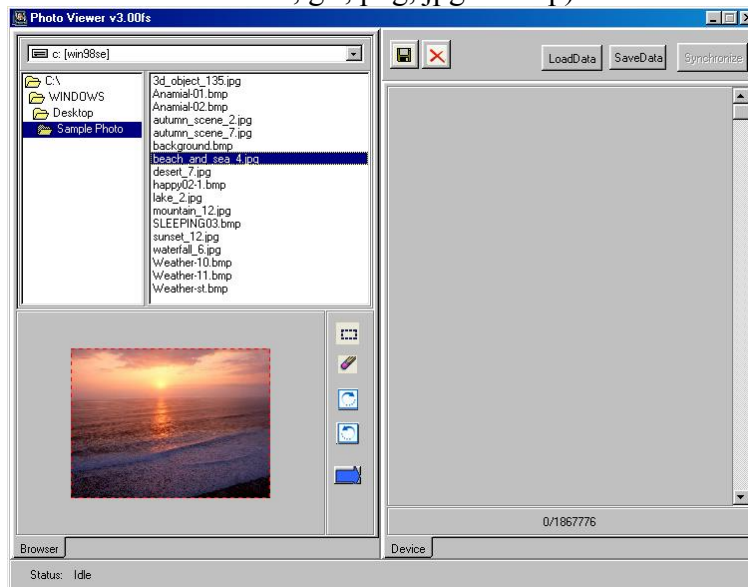 , gif, png, jpg
Photo Viewer v3.00fs
c: [win98se]
LoadData
SaveData
Synchronize
C:\
WINDOWS
Desktop
Sample Photo
3d_object_135.jpg
Anamial-01.bmp
Anamial-02.bmp
autumn_scene_2.jpg
autumn_scene_7.jpg
background.bmp
beach_and_sea_4.jpg
desert_7.jpg
happy02-1.bmp
lake_2.jpg
mountain_12.jpg
SLEEPING03.bmp
sunset_12.jpg
waterfall_6.jpg
Weather-10.bmp
Weather-11.bmp
Weather-st.bmp
0/1867776
Browser
Device
Status: Idle